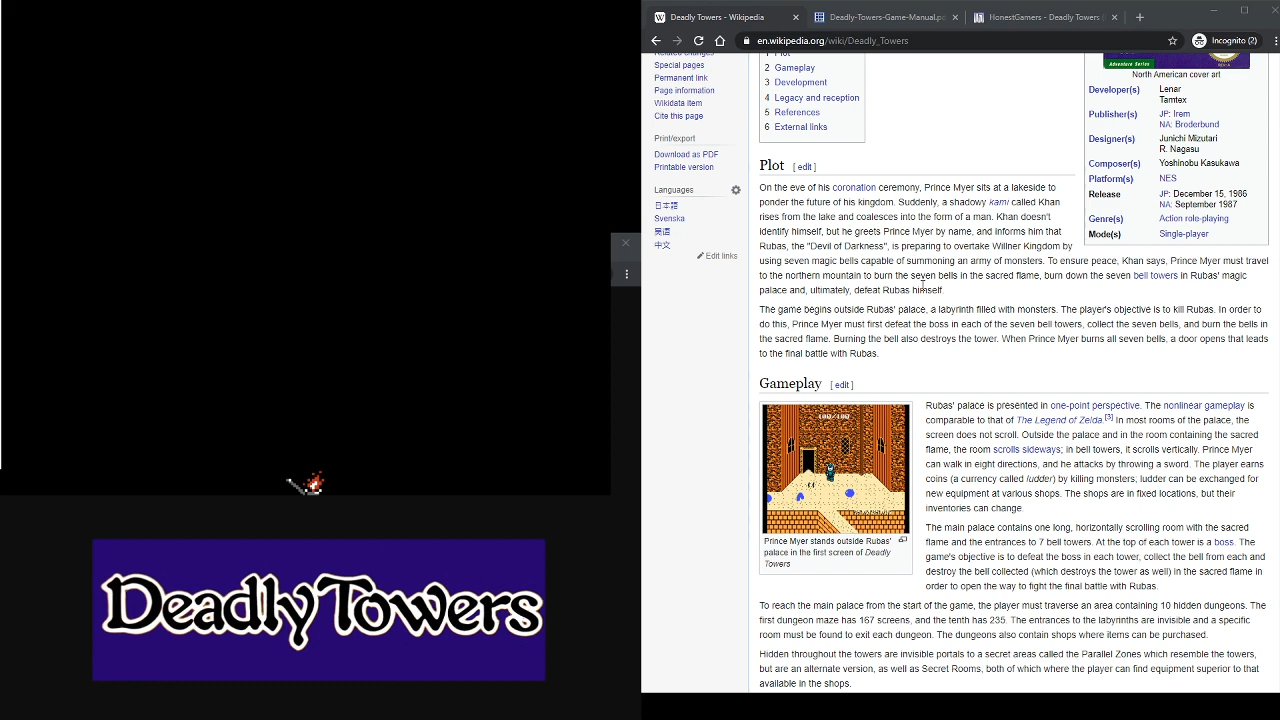 Deadly Towers - Wikipedia
Deadly-Towers-Game-Manual.pd
HonestGamers - Deadly Towers
en.wikipedia.org/wiki/Deadly_Towers
Incognito (2)
Special pages
Permanent link
Page information
Wikidata item
Cite this page
Print/export
Download as PDF
Printable version
Languages
日本語
Svenska
吴语
中文
Edit links
1 Plot
2 Gameplay
3 Development
4 Legacy and reception
5 References
6 External links
Adventure Series
North American cover art
Developer(s) Lenar
Tamtex
Publisher(s) JP: Irem
NA: Broderbund
Designer(s) Junichi Mizutari
R. Nagasu
Composer(s) Yoshinobu Kasukawa
Platform(s) NES
Release JP: December 15, 1986
NA: September 1987
Genre(s) Action role-playing
Mode(s) Single-player
Plot [ edit ]
On the eve of his coronation ceremony, Prince Myer sits at a lakeside to
ponder the future of his kingdom. Suddenly, a shadowy kami called Khan
rises from the lake and coalesces into the form of a man. Khan doesn't
identify himself, but he greets Prince Myer by name, and informs him that
Rubas, the "Devil of Darkness", is preparing to overtake Willner Kingdom by
using seven magic bells capable of summoning an army of monsters. To ensure peace, Khan says, Prince Myer must travel
to the northern mountain to burn the seven bells in the sacred flame, burn down the seven bell towers in Rubas' magic
palace and, ultimately, defeat Rubas himself.
The game begins outside Rubas' palace, a labyrinth filled with monsters. The player's objective is to kill Rubas. In order to
do this, Prince Myer must first defeat the boss in each of the seven bell towers, collect the seven bells, and burn the bells in
the sacred flame. Burning the bell also destroys the tower. When Prince Myer burns all seven bells, a door opens that leads
to the final battle with Rubas.
Gameplay [ edit ]
100/100
Prince Myer stands outside Rubas'
palace in the first screen of Deadly
Towers
Rubas' palace is presented in one-point perspective. The nonlinear gameplay is
comparable to that of The Legend of Zelda.[3] In most rooms of the palace, the
screen does not scroll. Outside the palace and in the room containing the sacred
flame, the room scrolls sideways; in bell towers, it scrolls vertically. Prince Myer
can walk in eight directions, and he attacks by throwing a sword. The player earns
coins (a currency called ludder) by killing monsters; ludder can be exchanged for
new equipment at various shops. The shops are in fixed locations, but their
inventories can change.
The main palace contains one long, horizontally scrolling room with the sacred
flame and the entrances to 7 bell towers. At the top of each tower is a boss. The
game's objective is to defeat the boss in each tower, collect the bell from each and
destroy the bell collected (which destroys the tower as well) in the sacred flame in
order to open the way to fight the final battle with Rubas.
To reach the main palace from the start of the game, the player must traverse an area containing 10 hidden dungeons. The
first dungeon maze has 167 screens, and the tenth has 235. The entrances to the labyrinths are invisible and a specific
room must be found to exit each dungeon. The dungeons also contain shops where items can be purchased.
Hidden throughout the towers are invisible portals to a secret areas called the Parallel Zones which resemble the towers,
but are an alternate version, as well as Secret Rooms, both of which where the player can find equipment superior to that
available in the shops.
Deadly Towers